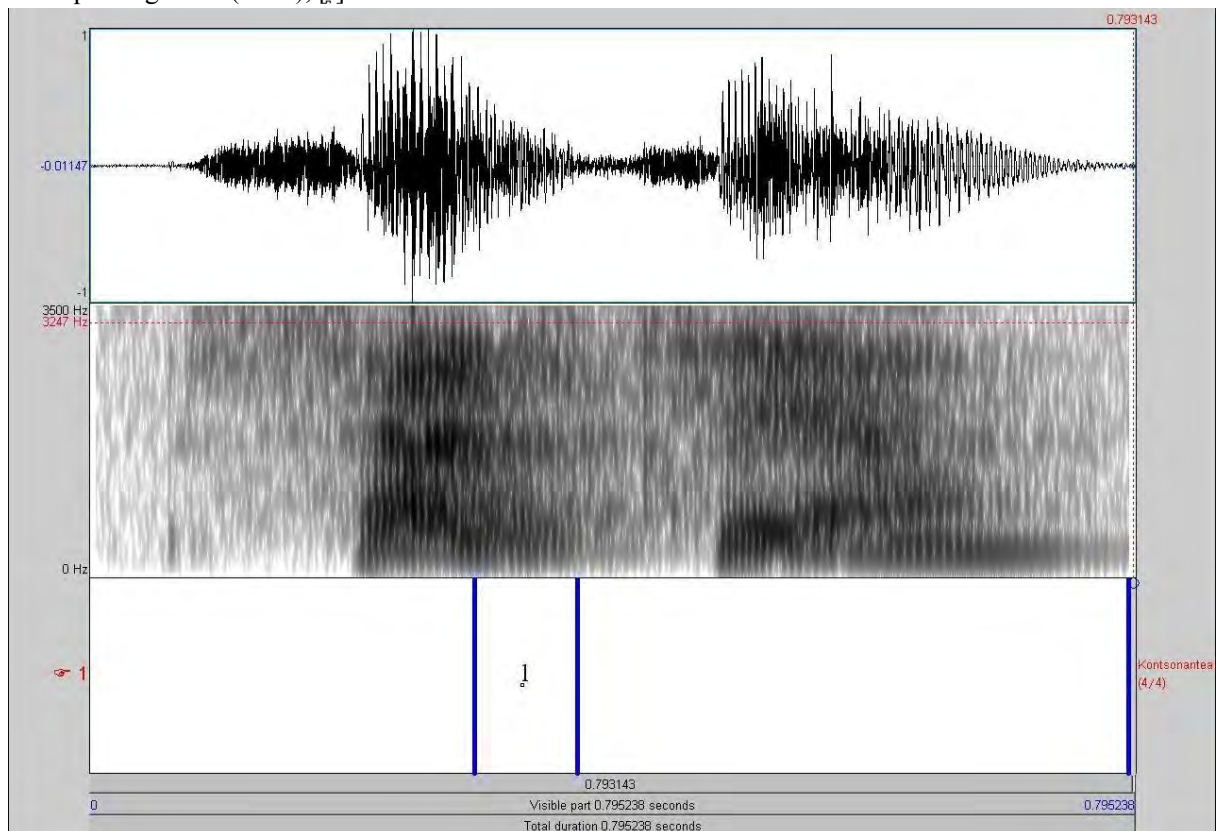 0.793143
1
-0.01147
-1
3500 Hz
3247 Hz
0 Hz
☞ 1
l̺
Kontsonantea
(4/4)
0.793143
0
Visible part 0.795238 seconds
0.795238
Total duration 0.795238 seconds